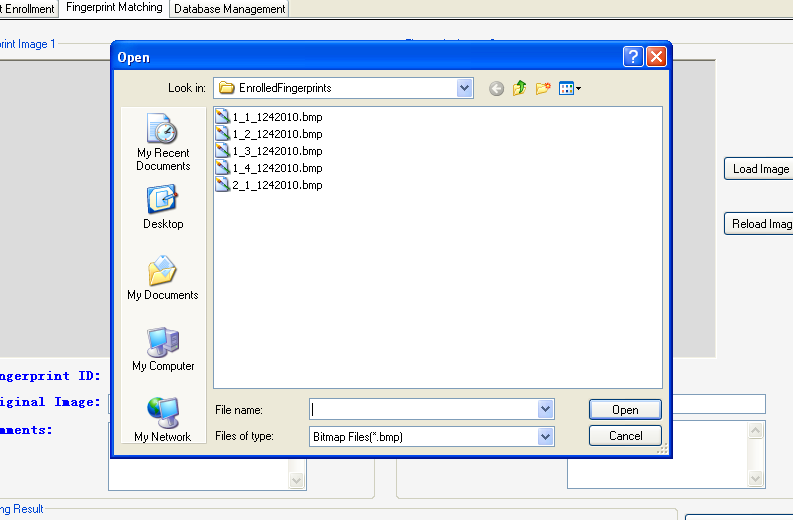 t Enrollment Fingerprint Matching Database Management
rint Image 1
Open
Look in: EnrolledFingerprints
1_1_1242010.bmp
1_2_1242010.bmp
1_3_1242010.bmp
1_4_1242010.bmp
2_1_1242010.bmp
My Recent
Documents
Desktop
My Documents
My Computer
My Network
Load Image
Reload Imag
ngerprint ID:
iginal Image:
mments:
File name:
Open
Files of type: Bitmap Files(*.bmp)
Cancel
ng Result